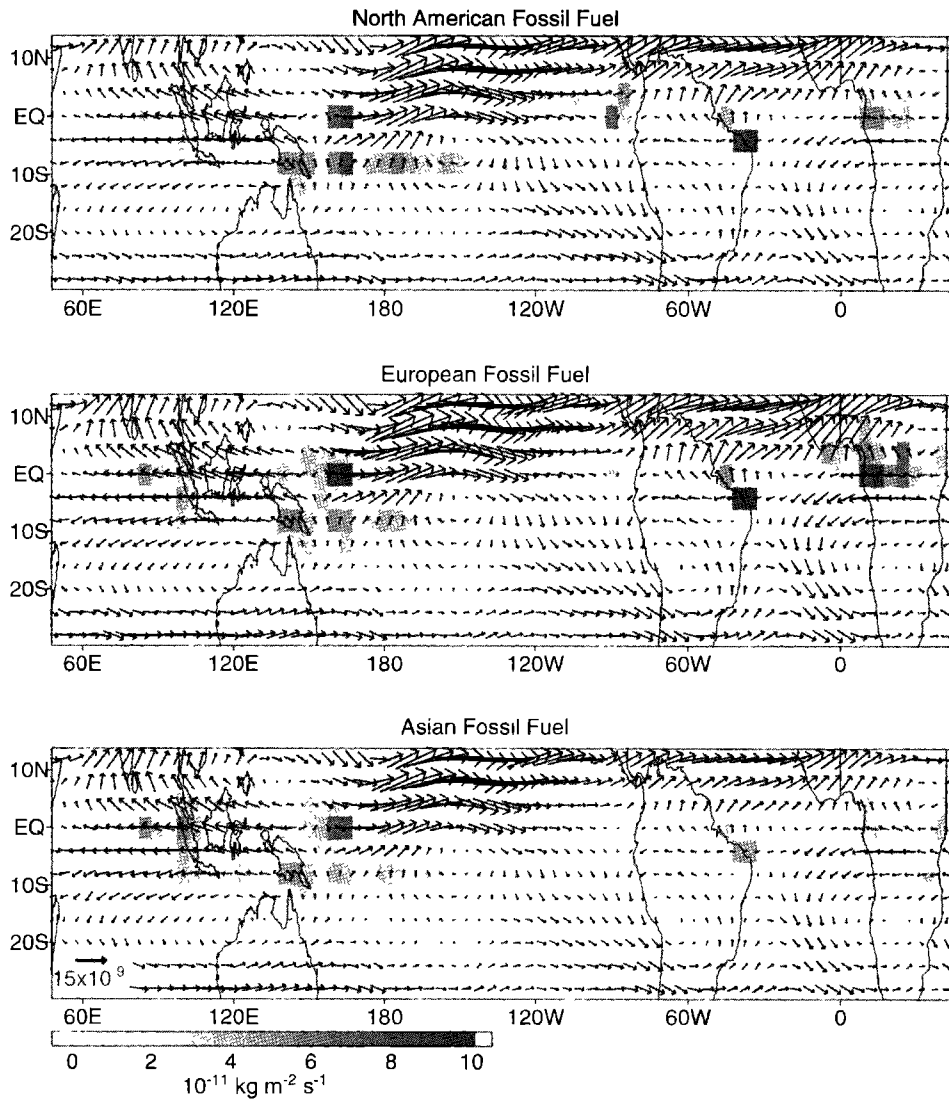 North American Fossil Fuel
10N
EQ
10S
20S
60E 120E 180 120W 60W 0
European Fossil Fuel
10N
EQ
10S
20S
60E 120E 180 120W 60W 0
Asian Fossil Fuel
10N
EQ
10S
20S
15x10⁹
60E 120E 180 120W 60W 0
0 2 4 6 8 10
10⁻¹¹ kg m⁻² s⁻¹